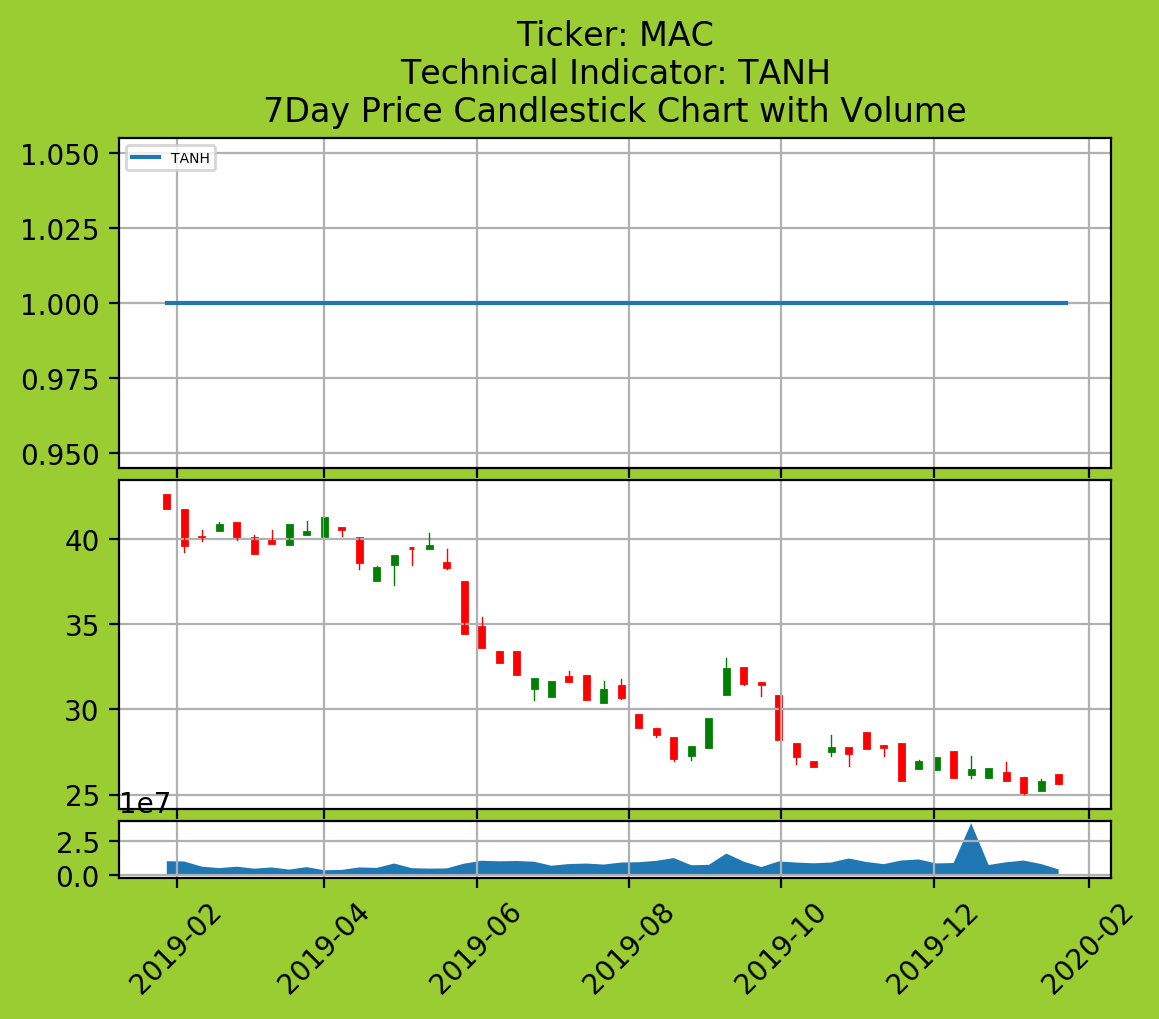 Ticker: MAC
Technical Indicator: TANH
7Day Price Candlestick Chart with Volume
1.050
TANH
1.025
1.000
0.975
0.950
40
35
30
25
1e7
2.5
0.0
2019-02 2019-04 2019-06 2019-08 2019-10 2019-12 2020-02